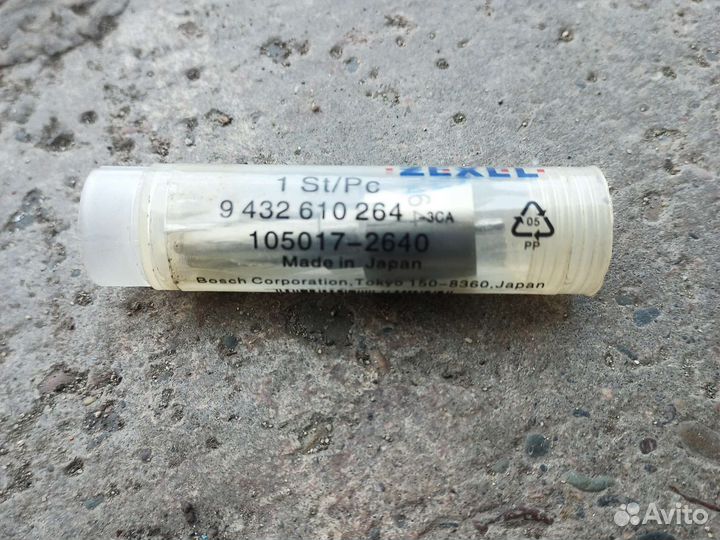 ZEXEL
1 St/Pc
9 432 610 264
3CA
105017-2640
Made in Japan
Bosch Corporation, Tokyo 150-8360, Japan
05
PP
Avito